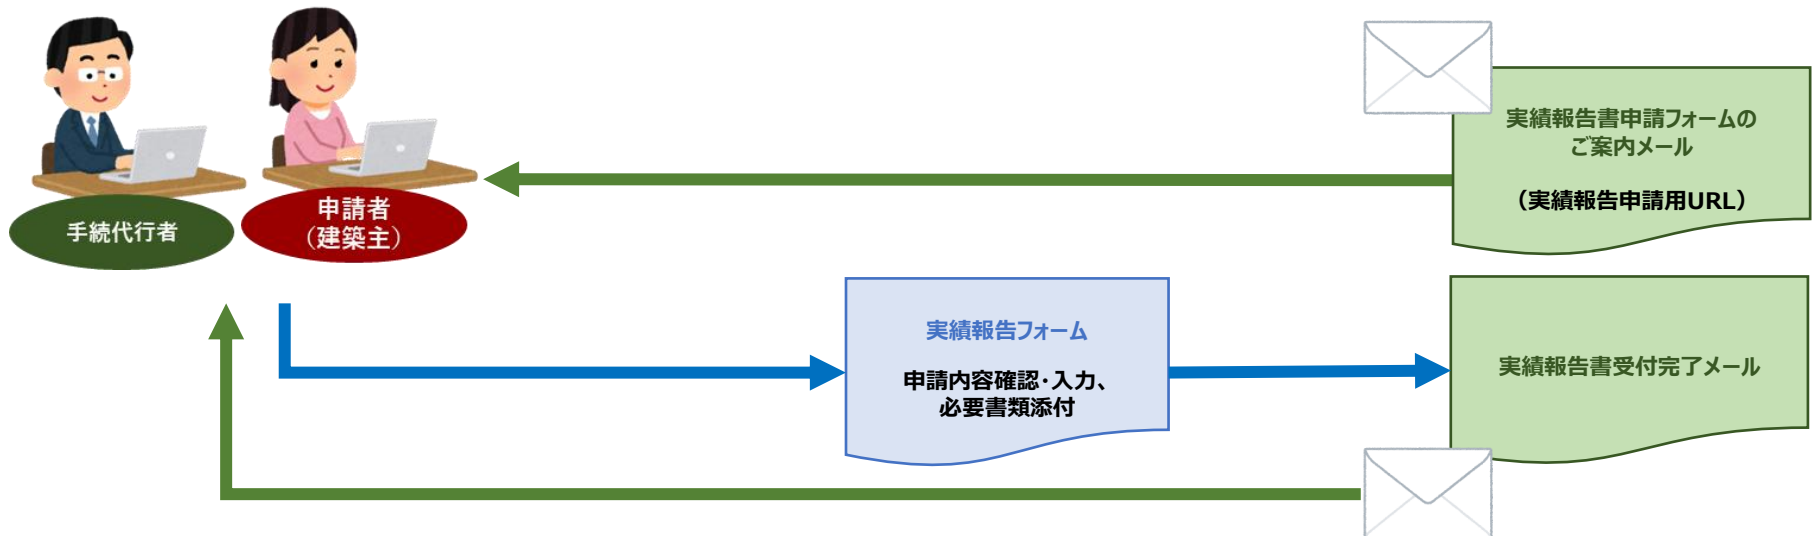 実績報告書申請フォームの
ご案内メール
（実績報告申請用URL）
手続代行者
申請者
（建築主）
実績報告フォーム
申請内容確認・入力、
必要書類添付
実績報告書受付完了メール